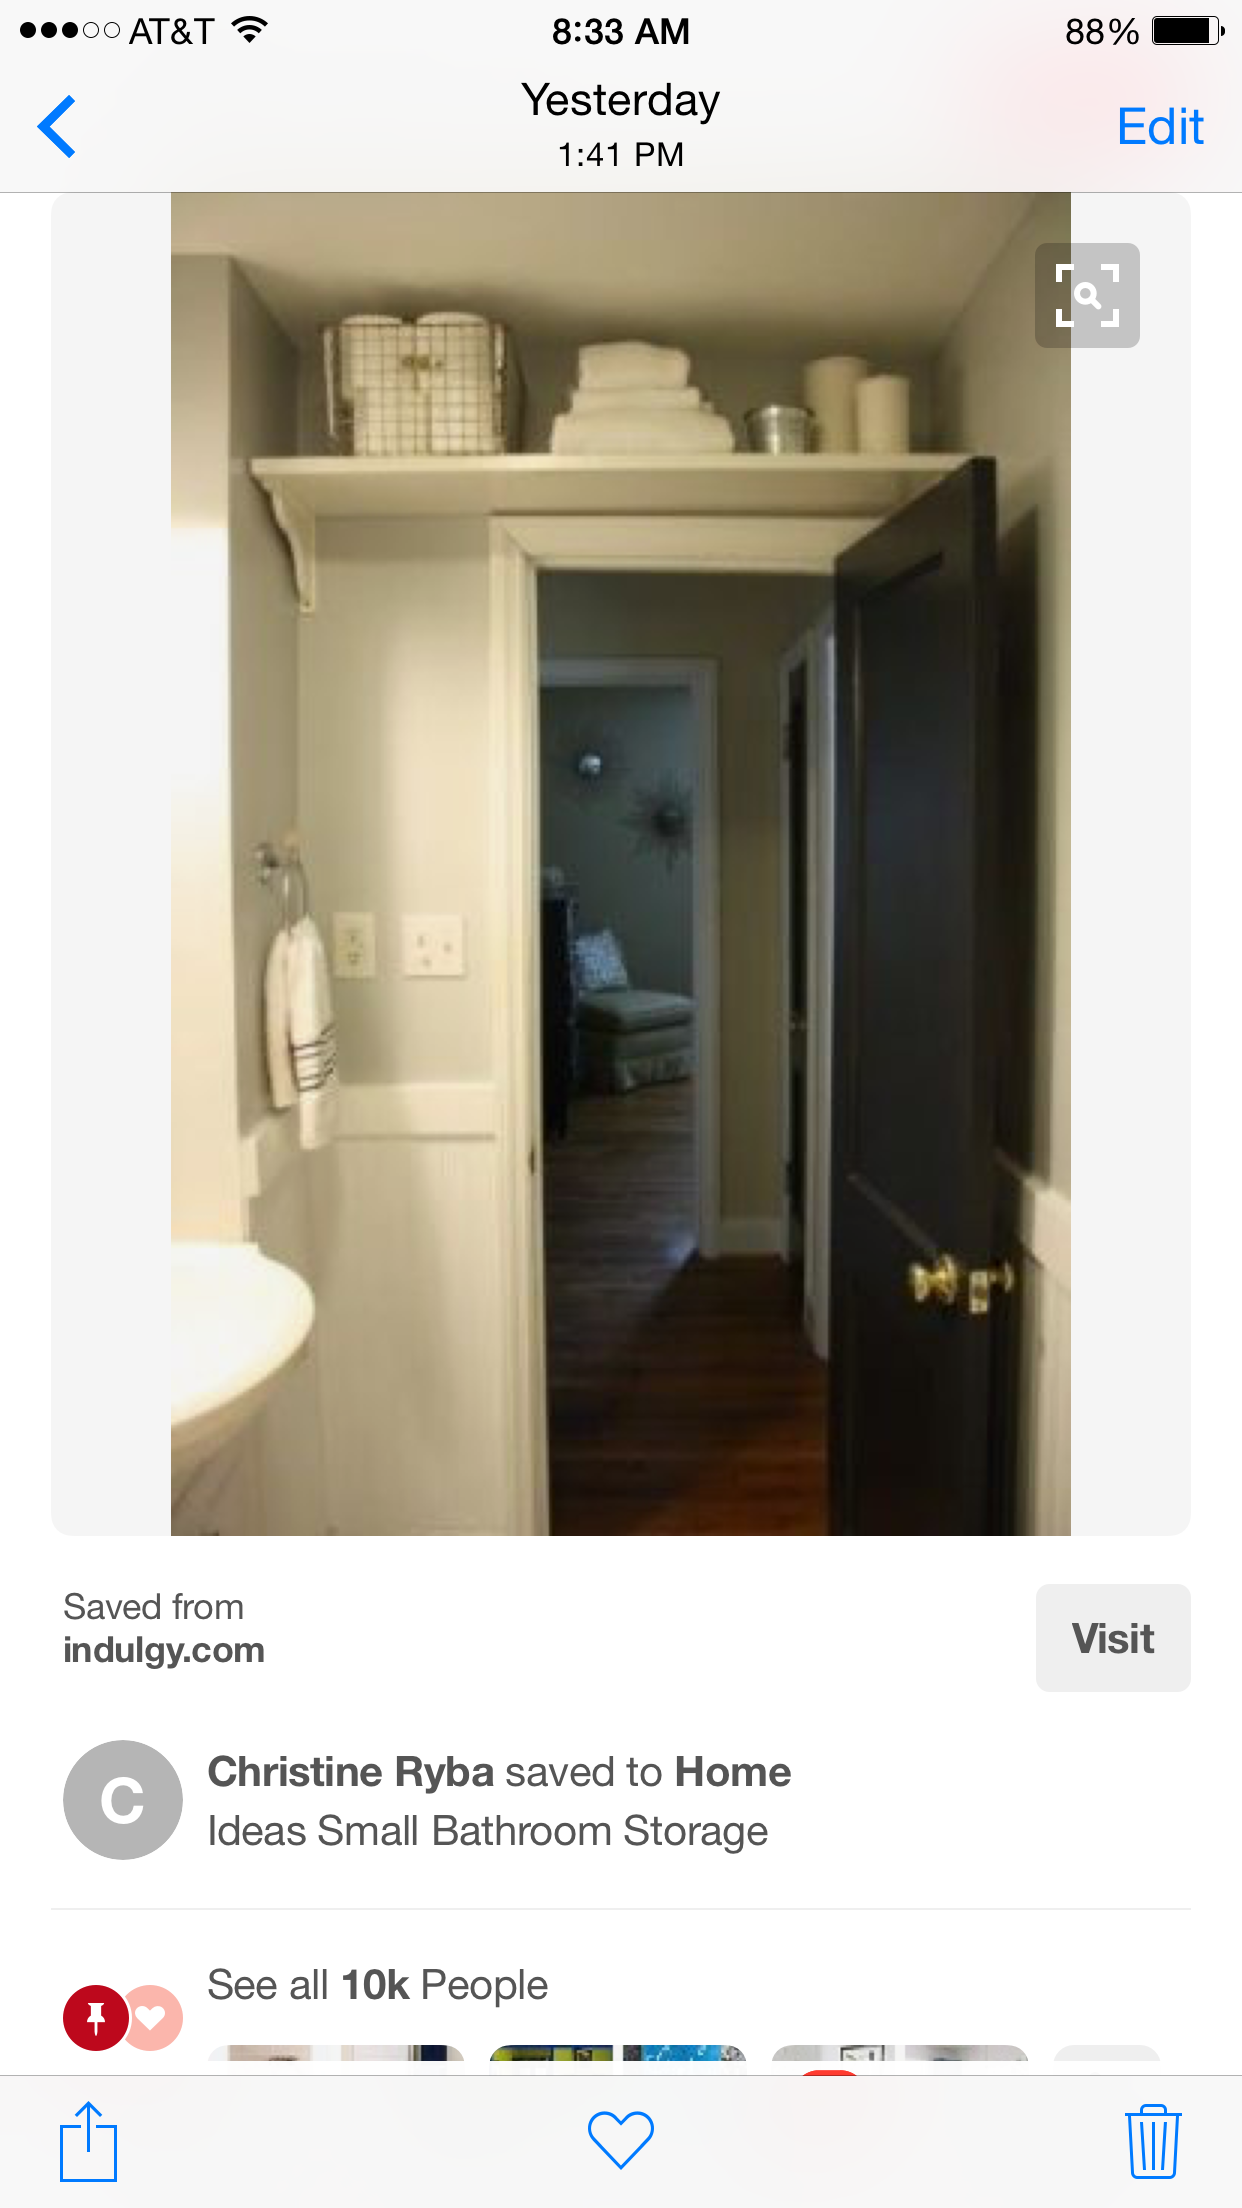 AT&T
8:33 AM
88%
Yesterday
1:41 PM
Edit
Saved from
indulgy.com
Visit
C
Christine Ryba saved to Home
Ideas Small Bathroom Storage
See all 10k People